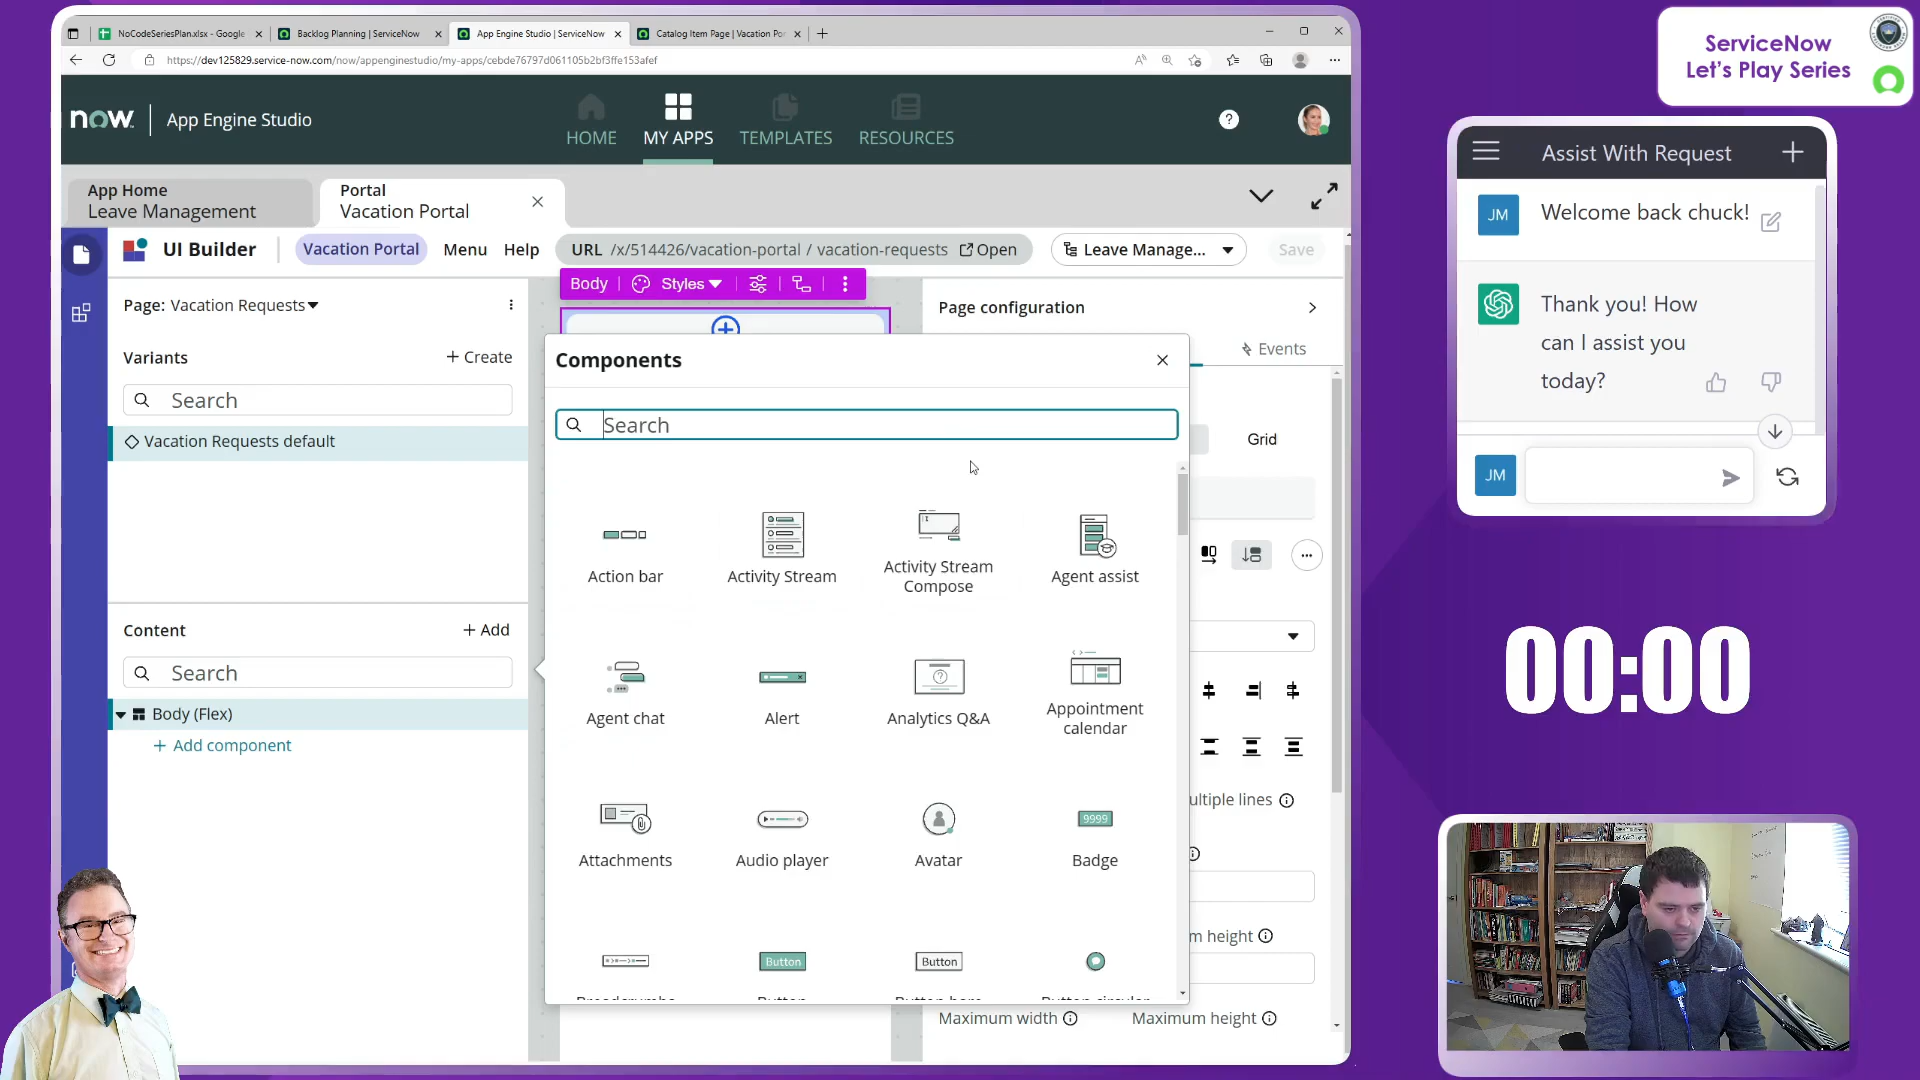 NoCodeSeriesPlan.xlsx - Google
Backlog Planning | ServiceNow
App Engine Studio | ServiceNow
Catalog Item Page | Vacation Po
https://dev125829.service-now.com/now/appenginestudio/my-apps/cebde76797d061105b2bf3ffe153afef
now
App Engine Studio
HOME
MY APPS
TEMPLATES
RESOURCES
App Home
Leave Management
Portal
Vacation Portal
UI Builder
Vacation Portal
Menu
Help
URL /x/514426/vacation-portal / vacation-requests
Open
Leave Manage...
Save
Body
Styles
Page: Vacation Requests
Page configuration
Variants
+ Create
Events
Search
Vacation Requests default
Components
Search
Grid
Action bar
Activity Stream
Activity Stream
Compose
Agent assist
Agent chat
Alert
Analytics Q&A
Appointment
calendar
Attachments
Audio player
Avatar
9999
Badge
Button
Button
Content
+ Add
Search
Body (Flex)
+ Add component
ultiple lines
m height
Maximum width
Maximum height
ServiceNow
Let's Play Series
Assist With Request
JM
Welcome back chuck!
Thank you! How
can I assist you
today?
JM
00:00